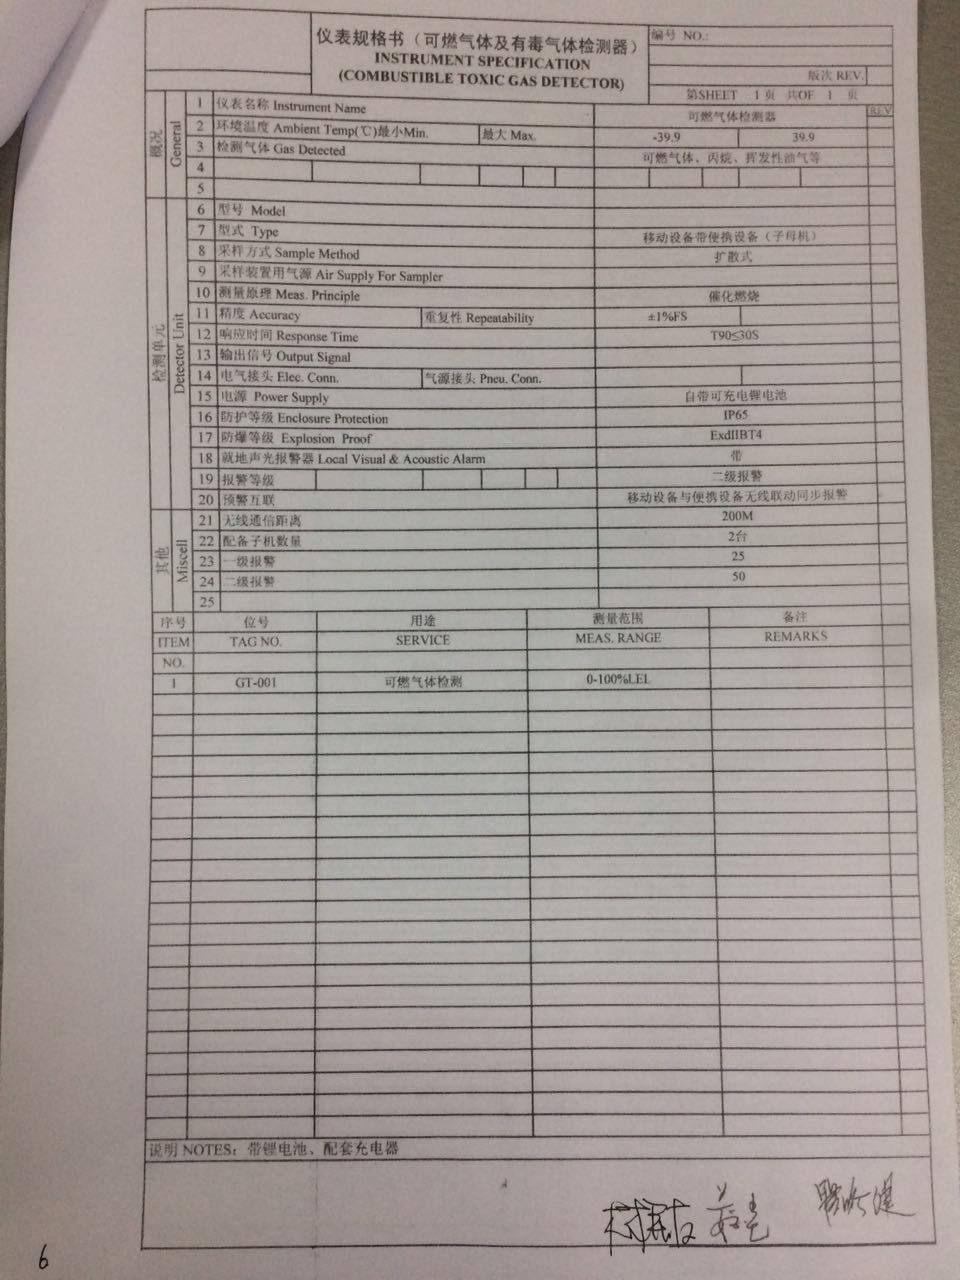 仪表规格书（可燃气体及有毒气体检测器）
INSTRUMENT SPECIFICATION
(COMBUSTIBLE TOXIC GAS DETECTOR)
编号 NO.:
版次 REV.
第SHEET 1 页 共OF 1 页
概况 General
1 仪表名称 Instrument Name 可燃气体检测器 REV
2 环境温度 Ambient Temp(℃)最小Min. 最大 Max. -39.9 39.9
3 检测气体 Gas Detected 可燃气体、丙烷、挥发性油气等
4
5
检测单元 Detector Unit
6 型号 Model
7 型式 Type 移动设备带便携设备（子母机）
8 采样方式 Sample Method 扩散式
9 采样装置用气源 Air Supply For Sampler
10 测量原理 Meas. Principle 催化燃烧
11 精度 Accuracy 重复性 Repeatability ±1%FS
12 响应时间 Response Time T90≤30S
13 输出信号 Output Signal
14 电气接头 Elec. Conn. 气源接头 Pneu. Conn.
15 电源 Power Supply 自带可充电锂电池
16 防护等级 Enclosure Protection IP65
17 防爆等级 Explosion Proof ExdIIBT4
18 就地声光报警器 Local Visual & Acoustic Alarm 带
19 报警等级 二级报警
20 预警互联 移动设备与便携设备无线联动同步报警
其他 Miscell
21 无线通信距离 200M
22 配备子机数量 2台
23 一级报警 25
24 二级报警 50
25
序号 位号 用途 测量范围 备注
ITEM TAG NO. SERVICE MEAS. RANGE REMARKS
NO.
1 GT-001 可燃气体检测 0-100%LEL
说明 NOTES：带锂电池、配套充电器
6